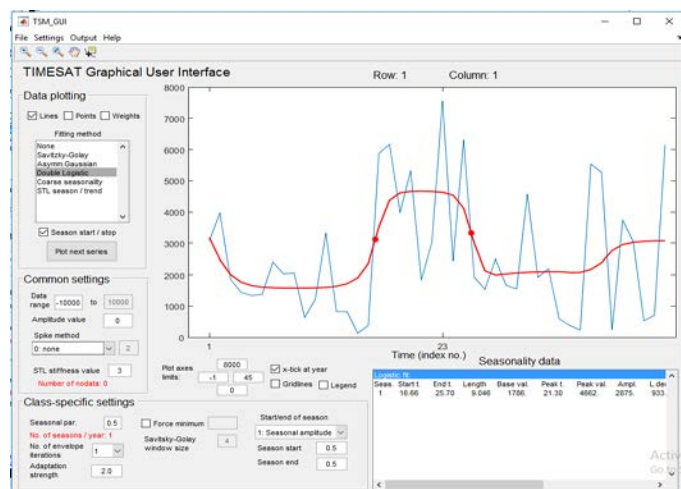 TSM_GUI
File Settings Output Help
TIMESAT Graphical User Interface
Row: 1 Column: 1
Data plotting
Lines Points Weights
Fitting method
None
Savitzky-Golay
Asymm.Gaussian
Double Logistic
Coarse seasonality
STL season / trend
Season start / stop
Plot next series
8000
7000
6000
5000
4000
3000
2000
1000
0
1 23
Time (index no.)
Common settings
Data range -10000 to 10000
Amplitude value 0
Spike method
0: none 2
STL stiffness value 3
Number of nodata: 0
Plot axes limits:
8000
-1 45
0
x-tick at year
Gridlines Legend
Class-specific settings
Seasonal par. 0.5
No. of seasons / year: 1
No. of envelope iterations 1
Adaptation strength 2.0
Force minimum
Savitsky-Golay window size 4
Start/end of season
1: Seasonal amplitude
Season start 0.5
Season end 0.5
Seasonality data
Logistic fit
Seas. Start t. End t. Length Base val. Peak t. Peak val. Ampl. L.der
1 16.66 25.70 9.046 1786. 21.30 4662. 2875. 933.
Activ
Go to